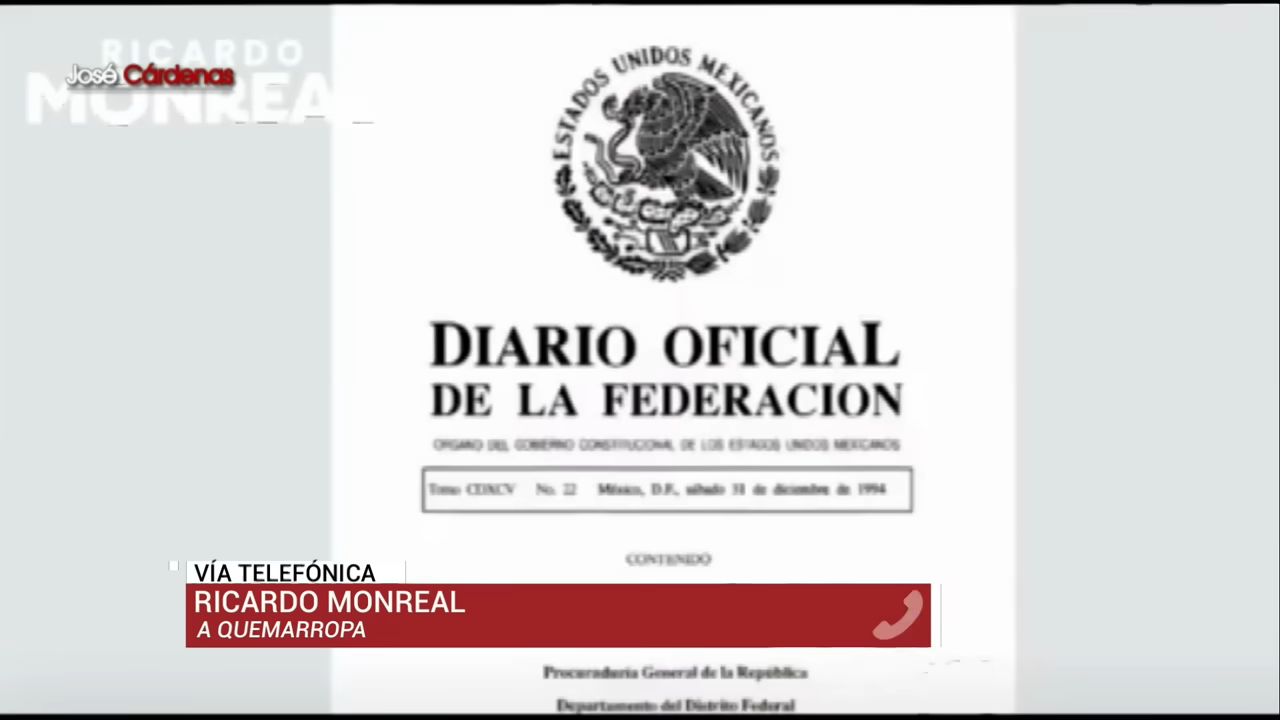 RICARDO
MONREA
José Cárdenas
ESTADOS UNIDOS MEXICANOS
DIARIO OFICIAL
DE LA FEDERACION
ORGANO DEL GOBIERNO CONSTITUCIONAL DE LOS ESTADOS UNIDOS MEXICANOS
Tomo CDXCV No. 22 México, D.F., sábado 31 de diciembre de 1994
CONTENIDO
VÍA TELEFÓNICA
RICARDO MONREAL
A QUEMARROPA
Procuraduría General de la República
Departamento del Distrito Federal